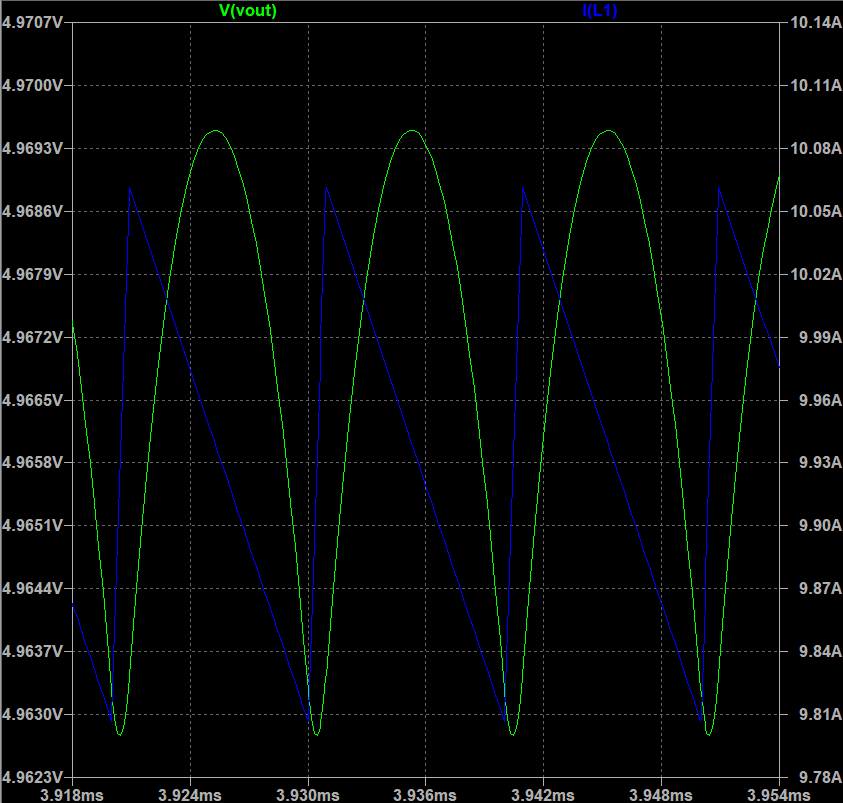 V(vout) I(L1)
4.9707V 10.14A
4.9700V 10.11A
4.9693V 10.08A
4.9686V 10.05A
4.9679V 10.02A
4.9672V 9.99A
4.9665V 9.96A
4.9658V 9.93A
4.9651V 9.90A
4.9644V 9.87A
4.9637V 9.84A
4.9630V 9.81A
4.9623V 9.78A
3.918ms 3.924ms 3.930ms 3.936ms 3.942ms 3.948ms 3.954ms